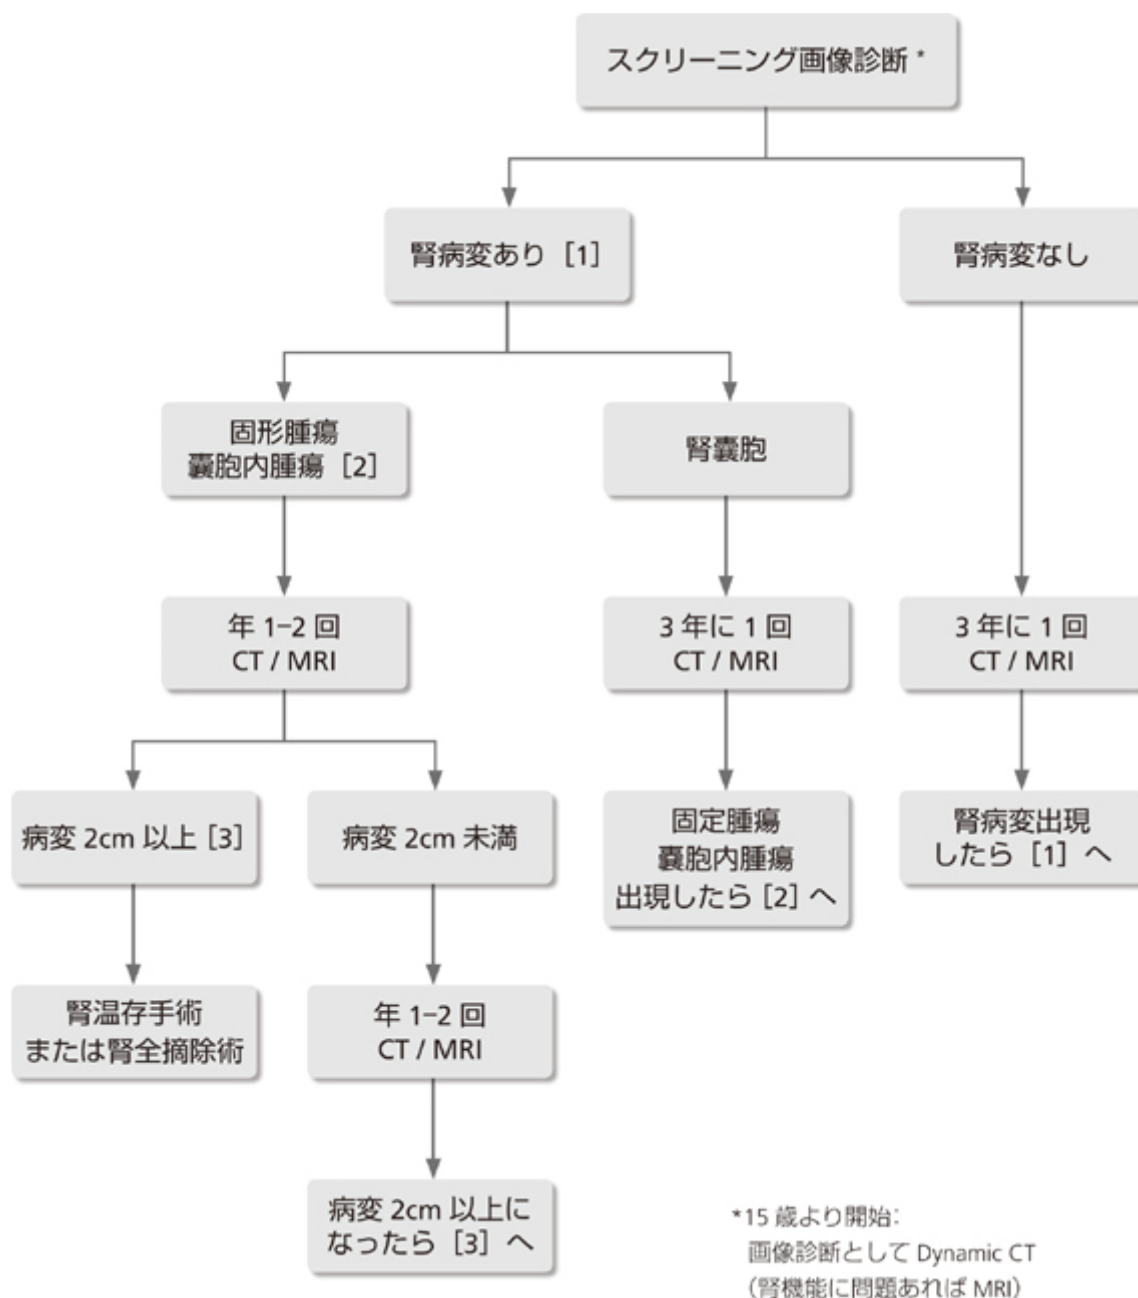 スクリーニング画像診断 *
腎病変あり [1]
腎病変なし
固形腫瘍
嚢胞内腫瘍 [2]
腎嚢胞
年 1–2 回
CT / MRI
3 年に 1 回
CT / MRI
3 年に 1 回
CT / MRI
病変 2cm 以上 [3]
病変 2cm 未満
固定腫瘍
嚢胞内腫瘍
出現したら [2] へ
腎病変出現
したら [1] へ
腎温存手術
または腎全摘除術
年 1–2 回
CT / MRI
病変 2cm 以上に
なったら [3] へ
*15 歳より開始:
画像診断として Dynamic CT
(腎機能に問題あれば MRI)